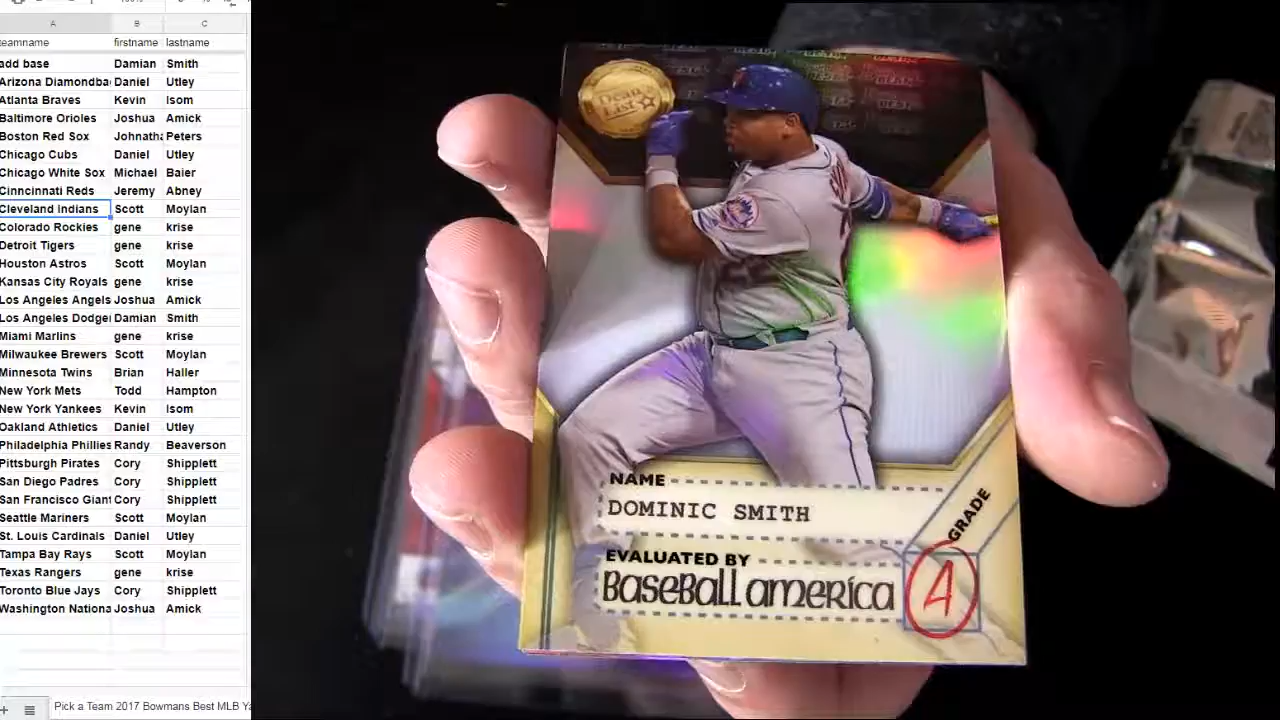 A B C
teamname firstname lastname
add base Damian Smith
Arizona Diamondba Daniel Utley
Atlanta Braves Kevin Isom
Baltimore Orioles Joshua Amick
Boston Red Sox Johnatha Peters
Chicago Cubs Daniel Utley
Chicago White Sox Michael Baier
Cinncinnati Reds Jeremy Abney
Cleveland Indians Scott Moylan
Colorado Rockies gene krise
Detroit Tigers gene krise
Houston Astros Scott Moylan
Kansas City Royals gene krise
Los Angeles Angels Joshua Amick
Los Angeles Dodger Damian Smith
Miami Marlins gene krise
Milwaukee Brewers Scott Moylan
Minnesota Twins Brian Haller
New York Mets Todd Hampton
New York Yankees Kevin Isom
Oakland Athletics Daniel Utley
Philadelphia Phillies Randy Beaverson
Pittsburgh Pirates Cory Shipplett
San Diego Padres Cory Shipplett
San Francisco Giant Cory Shipplett
Seattle Mariners Scott Moylan
St. Louis Cardinals Daniel Utley
Tampa Bay Rays Scott Moylan
Texas Rangers gene krise
Toronto Blue Jays Cory Shipplett
Washington Nationa Joshua Amick
Pick a Team 2017 Bowmans Best MLB Ya
Dean's
List
22
NAME
DOMINIC SMITH
EVALUATED BY
Baseball america
GRADE
A